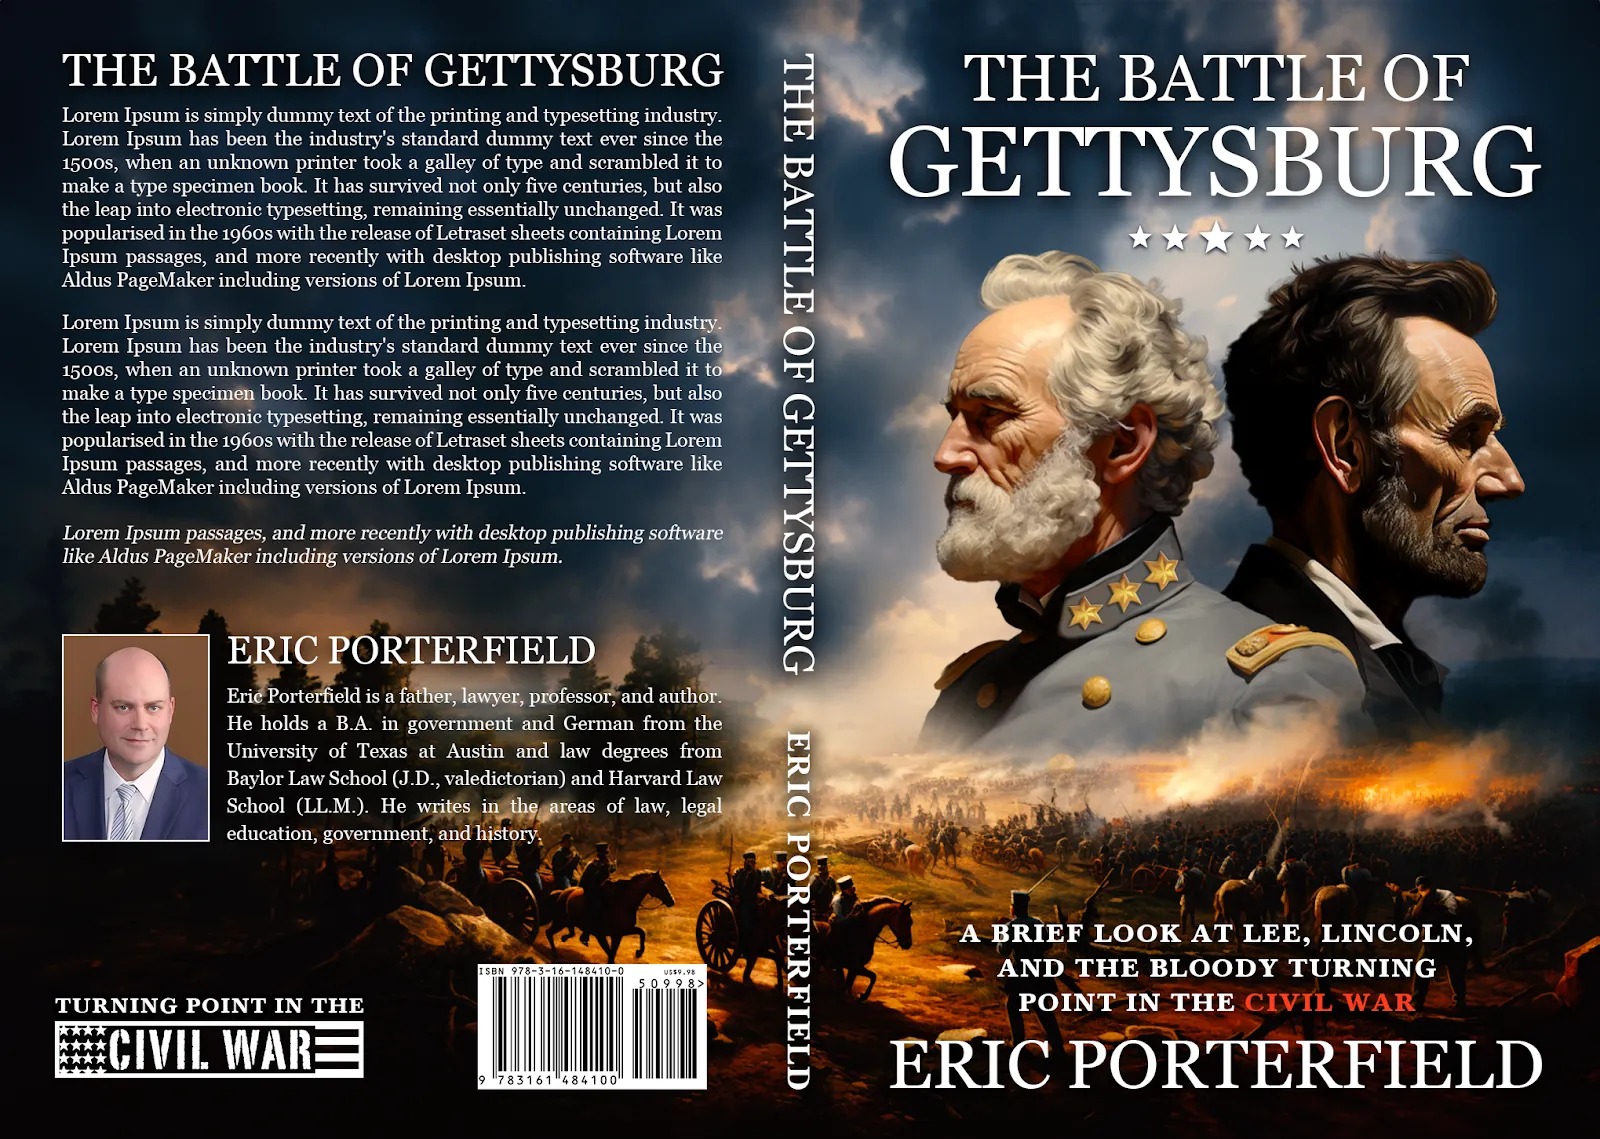 THE BATTLE OF GETTYSBURG
Lorem Ipsum is simply dummy text of the printing and typesetting industry.
Lorem Ipsum has been the industry's standard dummy text ever since the
1500s, when an unknown printer took a galley of type and scrambled it to
make a type specimen book. It has survived not only five centuries, but also
the leap into electronic typesetting, remaining essentially unchanged. It was
popularised in the 1960s with the release of Letraset sheets containing Lorem
Ipsum passages, and more recently with desktop publishing software like
Aldus PageMaker including versions of Lorem Ipsum.
Lorem Ipsum is simply dummy text of the printing and typesetting industry.
Lorem Ipsum has been the industry's standard dummy text ever since the
1500s, when an unknown printer took a galley of type and scrambled it to
make a type specimen book. It has survived not only five centuries, but also
the leap into electronic typesetting, remaining essentially unchanged. It was
popularised in the 1960s with the release of Letraset sheets containing Lorem
Ipsum passages, and more recently with desktop publishing software like
Aldus PageMaker including versions of Lorem Ipsum.
Lorem Ipsum passages, and more recently with desktop publishing software
like Aldus PageMaker including versions of Lorem Ipsum.
ERIC PORTERFIELD
Eric Porterfield is a father, lawyer, professor, and author.
He holds a B.A. in government and German from the
University of Texas at Austin and law degrees from
Baylor Law School (J.D., valedictorian) and Harvard Law
School (LL.M.). He writes in the areas of law, legal
education, government, and history.
TURNING POINT IN THE
CIVIL WAR
ISBN 978-3-16-148410-0
US$9.98
50998>
9 783161 484100
THE BATTLE OF GETTYSBURG
ERIC PORTERFIELD
THE BATTLE OF
GETTYSBURG
A BRIEF LOOK AT LEE, LINCOLN,
AND THE BLOODY TURNING
POINT IN THE CIVIL WAR
ERIC PORTERFIELD